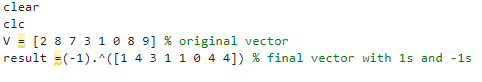 clear
clc
V = [2 8 7 3 1 0 8 9] % original vector
result =(-1).^([1 4 3 1 1 0 4 4]) % final vector with 1s and -1s